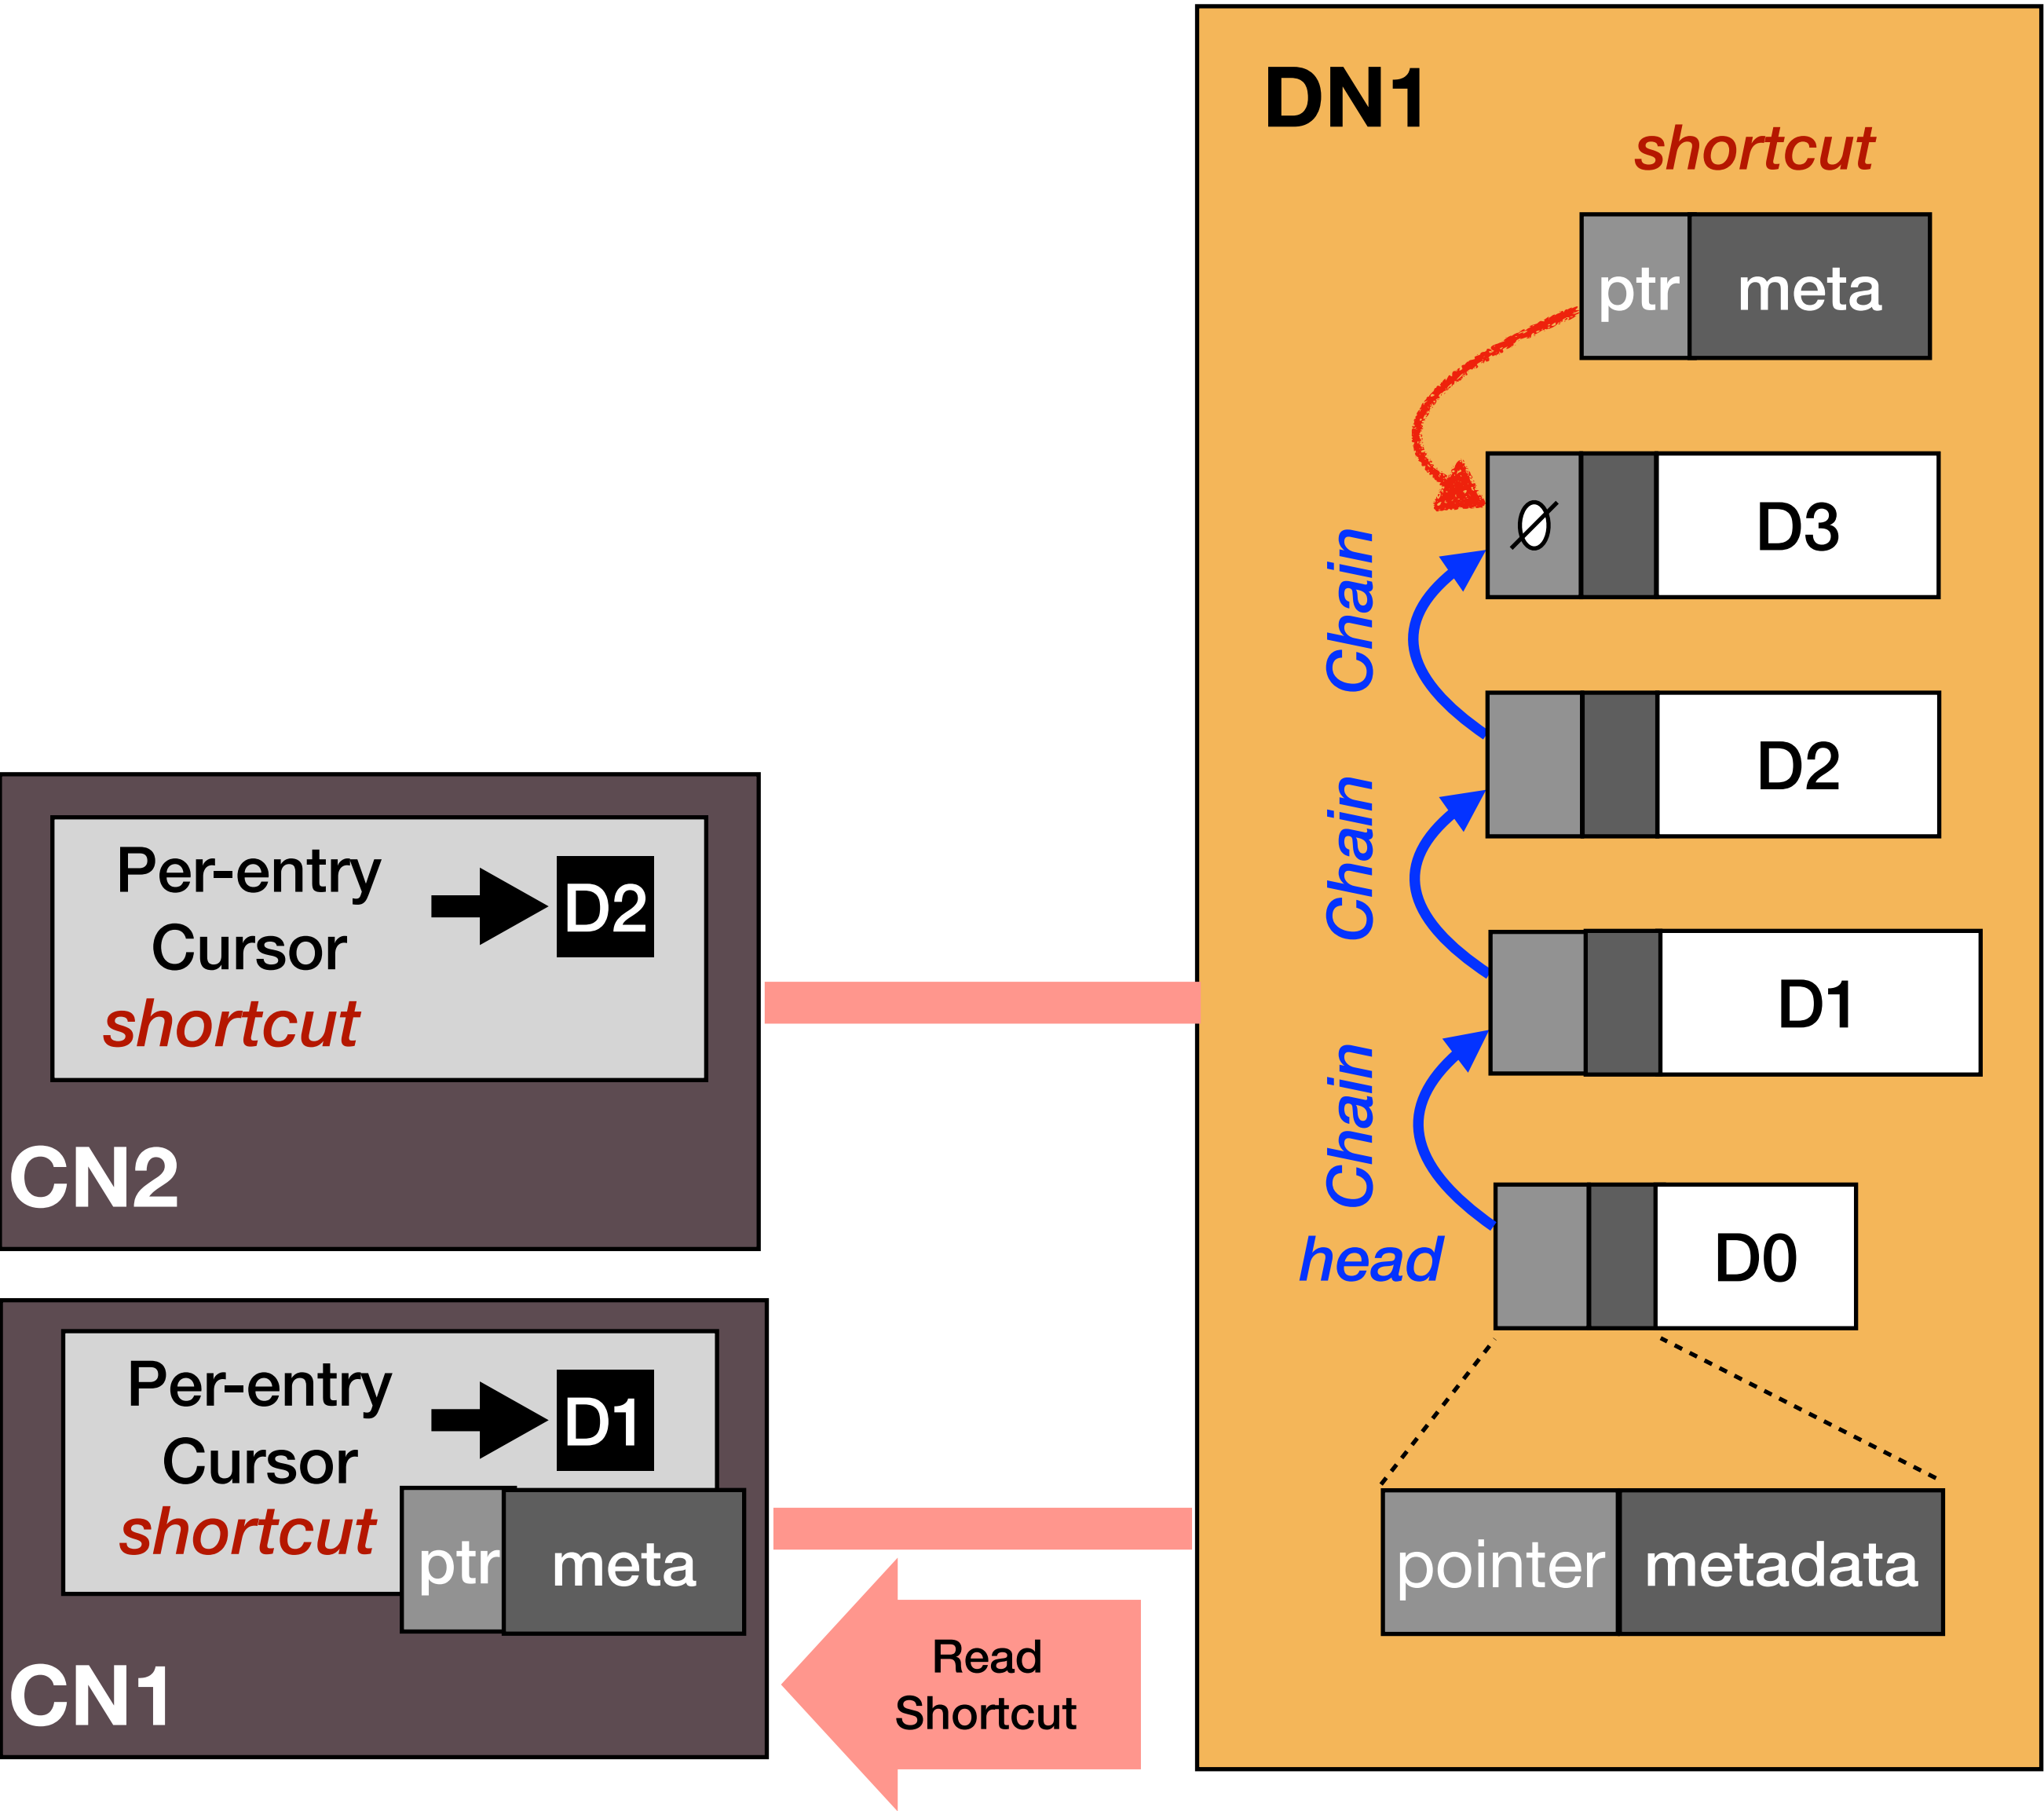 DN1
shortcut
ptr
meta
Ø
D3
Chain
D2
Chain
D1
Chain
head
D0
pointer
metadata
Per-entry
Cursor
shortcut
D2
CN2
Per-entry
Cursor
shortcut
D1
ptr
meta
CN1
Read
Shortcut